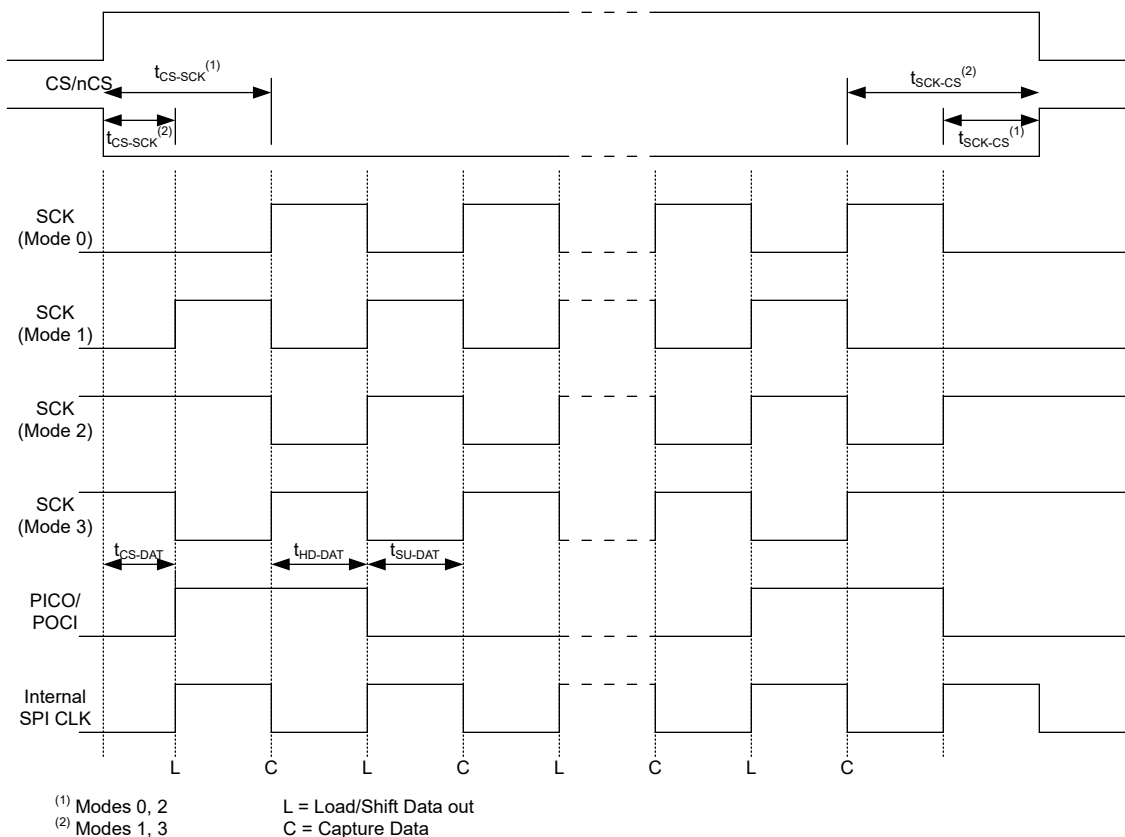 CS/nCS
tCS-SCK(1)
tSCK-CS(2)
tCS-SCK(2)
tSCK-CS(1)
SCK
(Mode 0)
SCK
(Mode 1)
SCK
(Mode 2)
SCK
(Mode 3)
tCS-DAT
tHD-DAT
tSU-DAT
PICO/
POCI
Internal
SPI CLK
L C L C L C L C
(1) Modes 0, 2 L = Load/Shift Data out
(2) Modes 1, 3 C = Capture Data